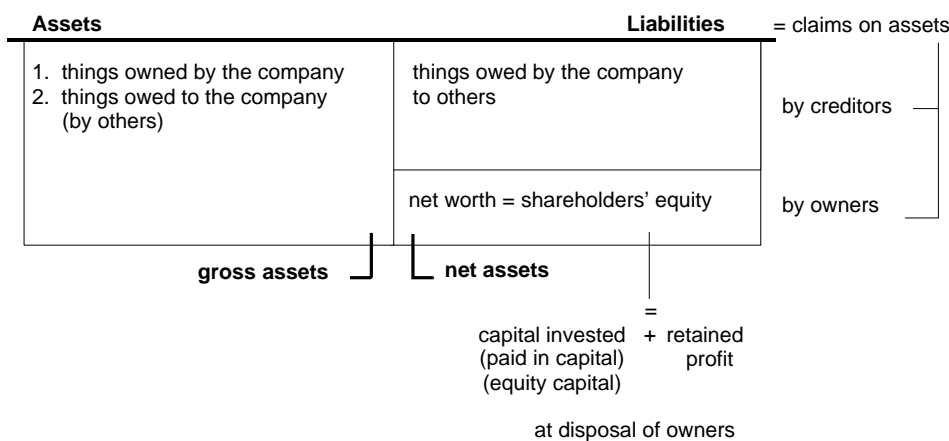 Assets Liabilities = claims on assets
1. things owned by the company
2. things owed to the company
(by others)
things owed by the company
to others
by creditors
net worth = shareholders’ equity
by owners
gross assets
net assets
=
capital invested + retained
(paid in capital) profit
(equity capital)
at disposal of owners